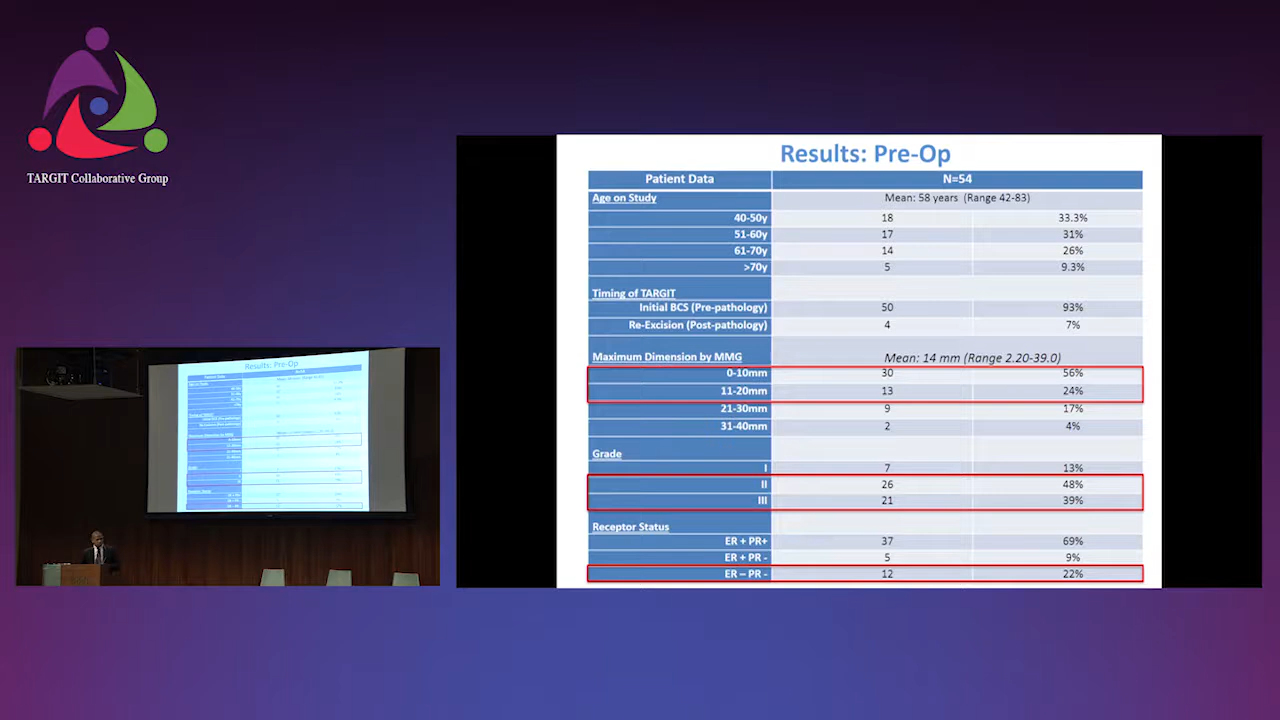 TARGIT Collaborative Group
Results: Pre-Op
Patient Data N=54
Age on Study Mean: 58 years (Range 42-83)
40-50y 18 33.3%
51-60y 17 31%
61-70y 14 26%
>70y 5 9.3%
Timing of TARGIT
Initial BCS (Pre-pathology) 50 93%
Re-Excision (Post-pathology) 4 7%
Maximum Dimension by MMG Mean: 14 mm (Range 2.20-39.0)
0-10mm 30 56%
11-20mm 13 24%
21-30mm 9 17%
31-40mm 2 4%
Grade
I 7 13%
II 26 48%
III 21 39%
Receptor Status
ER + PR+ 37 69%
ER + PR - 5 9%
ER – PR - 12 22%
Results: Pre-Op